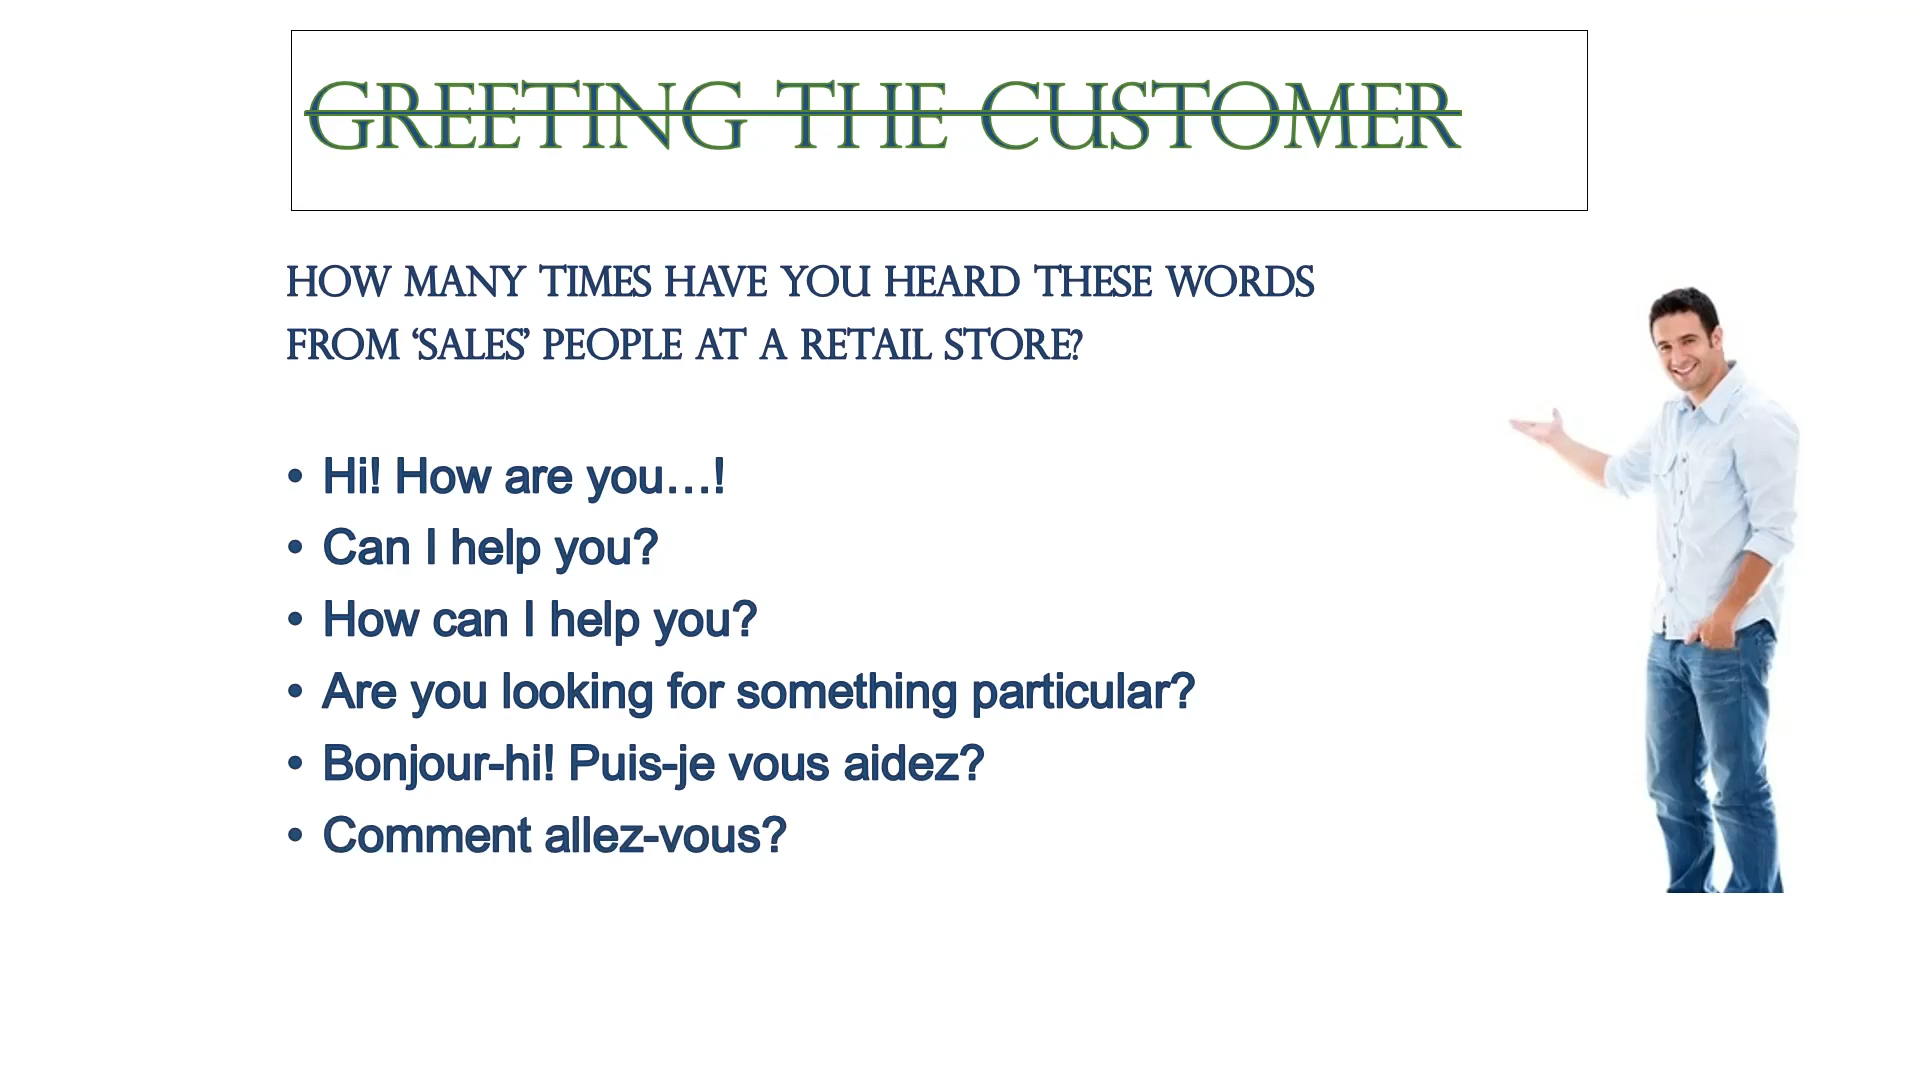 GREETING THE CUSTOMER
HOW MANY TIMES HAVE YOU HEARD THESE WORDS
FROM ‘SALES’ PEOPLE AT A RETAIL STORE?
• Hi! How are you…!
• Can I help you?
• How can I help you?
• Are you looking for something particular?
• Bonjour-hi! Puis-je vous aidez?
• Comment allez-vous?